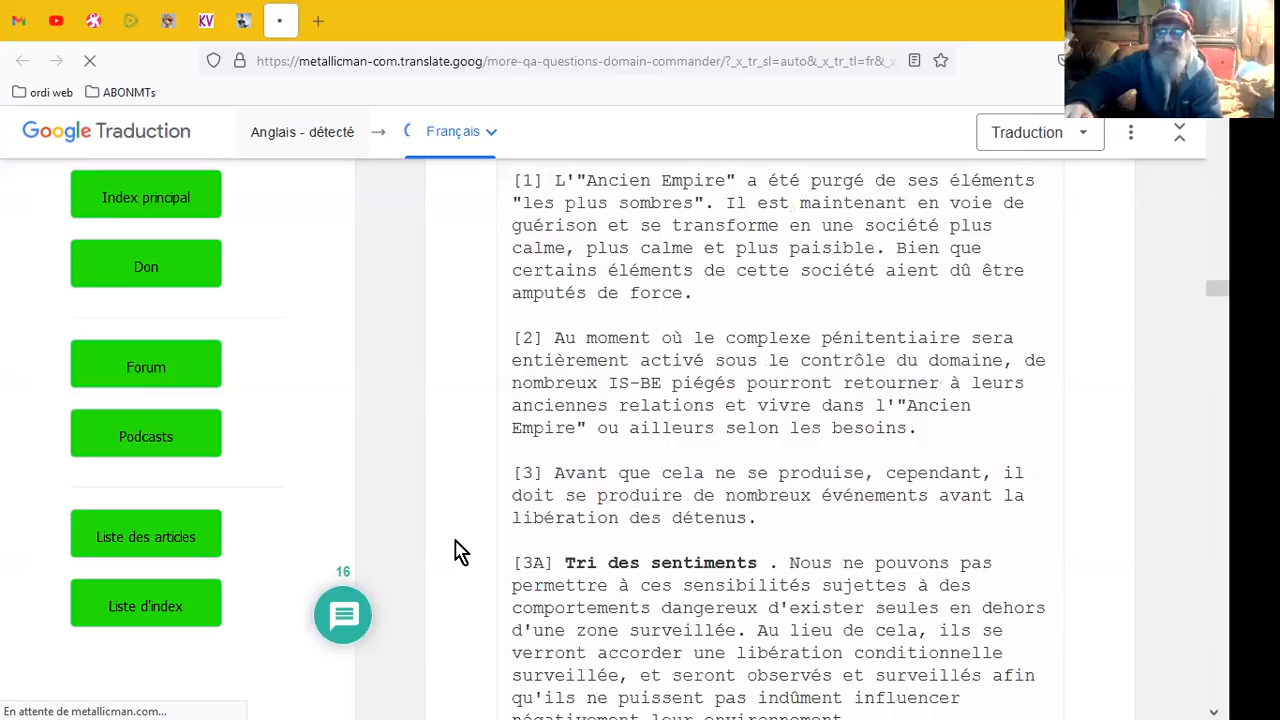 KV
https://metallicman-com.translate.goog/more-qa-questions-domain-commander/?_x_tr_sl=auto&_x_tr_tl=fr&_x
ordi web
ABONMTs
Google Traduction
Anglais - détecté
Français
Traduction
Index principal
Don
Forum
Podcasts
Liste des articles
Liste d'index
16
[1] L'"Ancien Empire" a été purgé de ses éléments
"les plus sombres". Il est maintenant en voie de
guérison et se transforme en une société plus
calme, plus calme et plus paisible. Bien que
certains éléments de cette société aient dû être
amputés de force.
[2] Au moment où le complexe pénitentiaire sera
entièrement activé sous le contrôle du domaine, de
nombreux IS-BE piégés pourront retourner à leurs
anciennes relations et vivre dans l'"Ancien
Empire" ou ailleurs selon les besoins.
[3] Avant que cela ne se produise, cependant, il
doit se produire de nombreux événements avant la
libération des détenus.
[3A] Tri des sentiments . Nous ne pouvons pas
permettre à ces sensibilités sujettes à des
comportements dangereux d'exister seules en dehors
d'une zone surveillée. Au lieu de cela, ils se
verront accorder une libération conditionnelle
surveillée, et seront observés et surveillés afin
qu'ils ne puissent pas indûment influencer
négativement leur environnement.
En attente de metallicman.com...